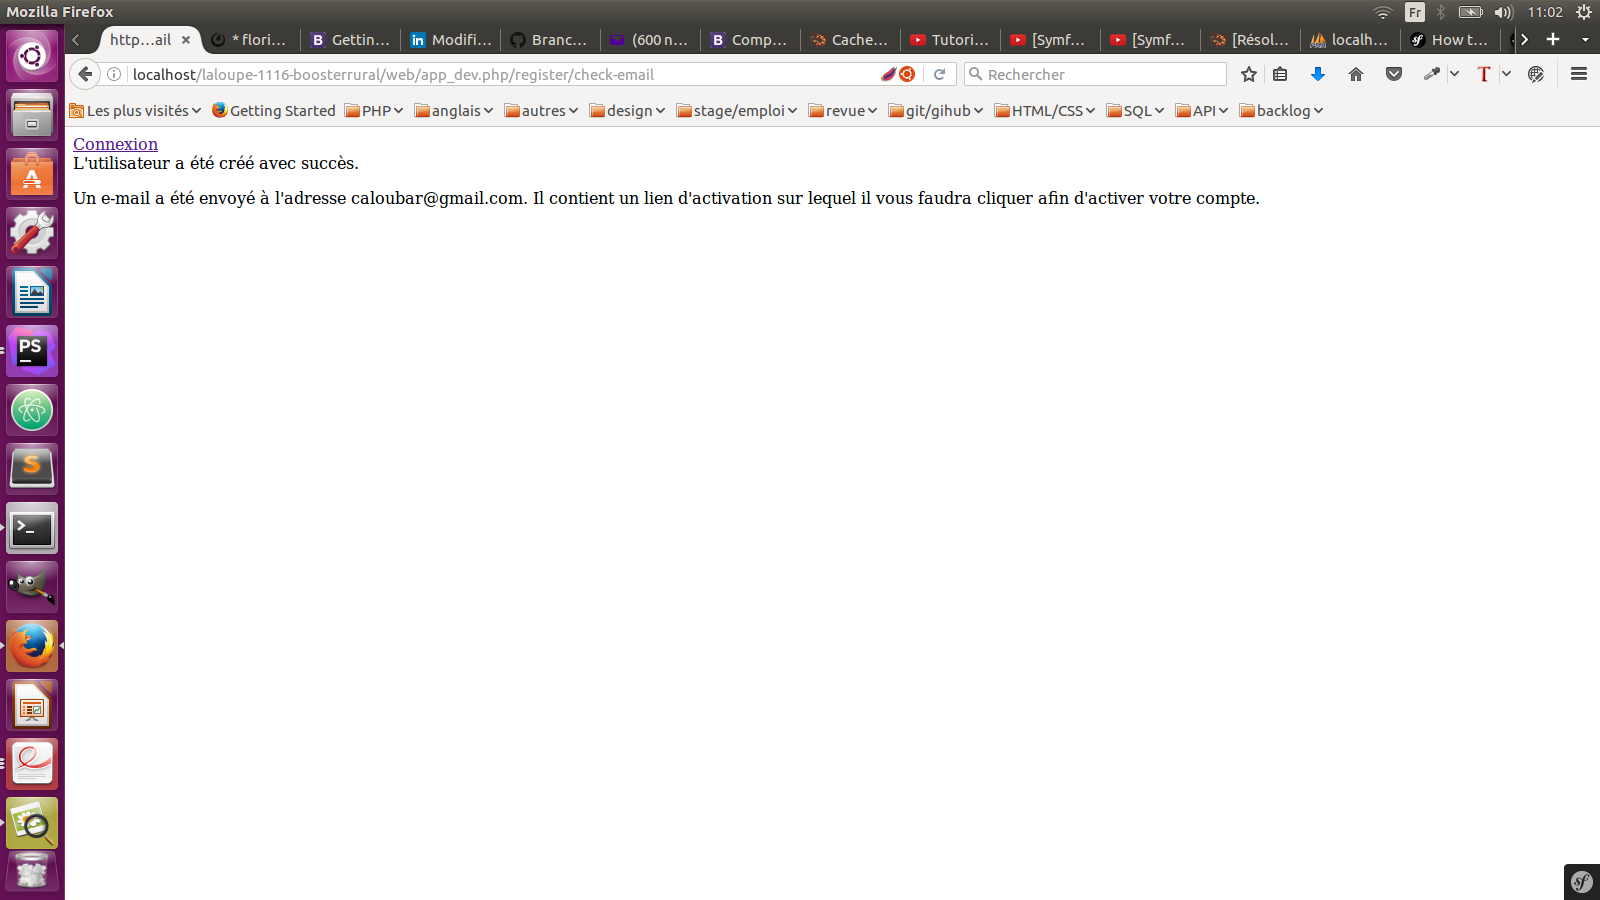 Mozilla Firefox
Fr
11:02
http...ail
* flori...
Gettin...
Modifi...
Branc...
(600 n...
Comp...
Cache...
Tutori...
[Symf...
[Symf...
[Résol...
localh...
How t...
localhost/laloupe-1116-boosterrural/web/app_dev.php/register/check-email
Rechercher
Les plus visités
Getting Started
PHP
anglais
autres
design
stage/emploi
revue
git/gihub
HTML/CSS
SQL
API
backlog
Connexion
L'utilisateur a été créé avec succès.
Un e-mail a été envoyé à l'adresse caloubar@gmail.com. Il contient un lien d'activation sur lequel il vous faudra cliquer afin d'activer votre compte.